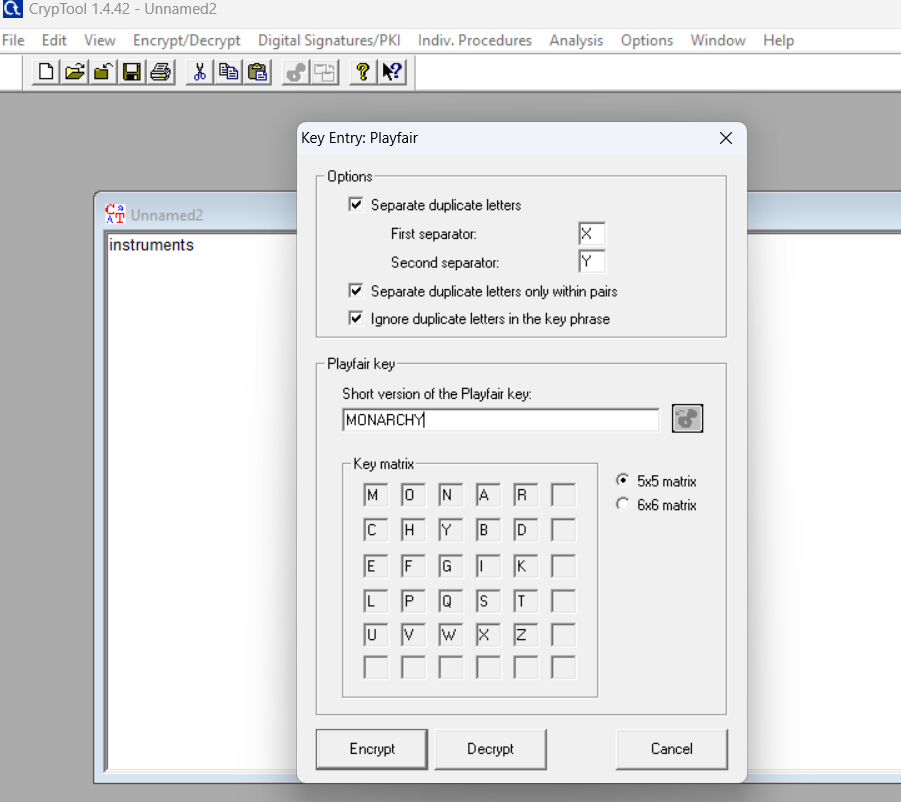 CrypTool 1.4.42 - Unnamed2
File Edit View Encrypt/Decrypt Digital Signatures/PKI Indiv. Procedures Analysis Options Window Help
Key Entry: Playfair
Options
Separate duplicate letters
Unnamed2
First separator: X
instruments
Second separator: Y
Separate duplicate letters only within pairs
Ignore duplicate letters in the key phrase
Playfair key
Short version of the Playfair key:
MONARCHY
Key matrix
5x5 matrix
M O N A R
6x6 matrix
C H Y B D
E F G I K
L P Q S T
U V W X Z
Encrypt Decrypt Cancel